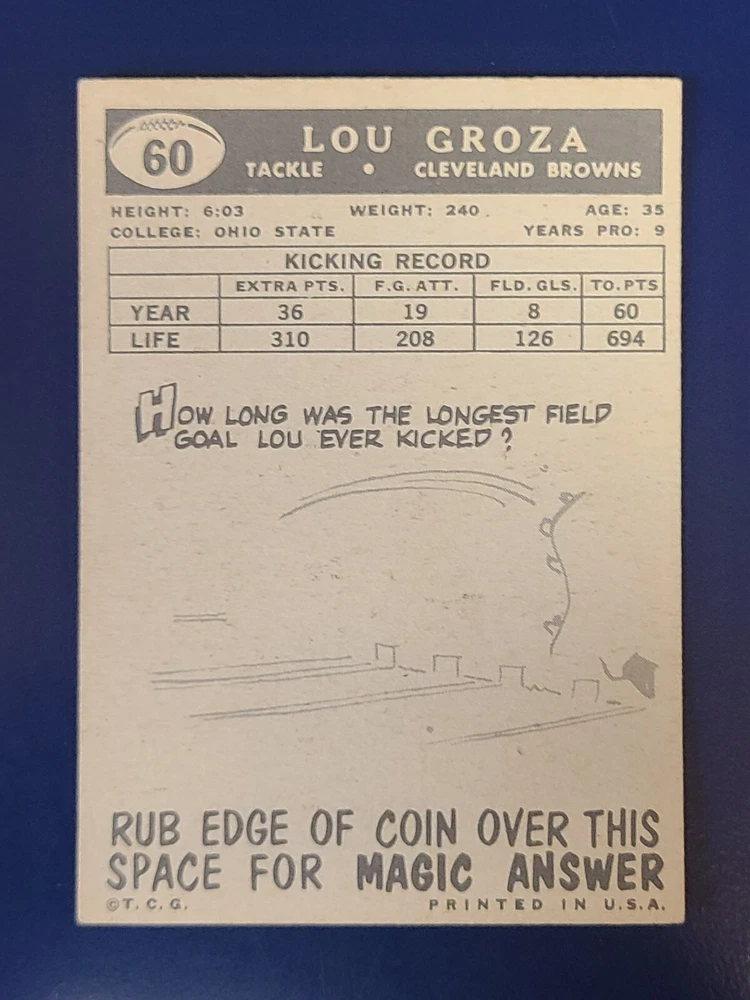 60
LOU GROZA
TACKLE • CLEVELAND BROWNS
HEIGHT: 6:03 WEIGHT: 240 AGE: 35
COLLEGE: OHIO STATE YEARS PRO: 9
KICKING RECORD
EXTRA PTS. F.G. ATT. FLD. GLS. TO. PTS
YEAR 36 19 8 60
LIFE 310 208 126 694
HOW LONG WAS THE LONGEST FIELD
GOAL LOU EVER KICKED?
RUB EDGE OF COIN OVER THIS
SPACE FOR MAGIC ANSWER
©T. C. G. PRINTED IN U.S.A.